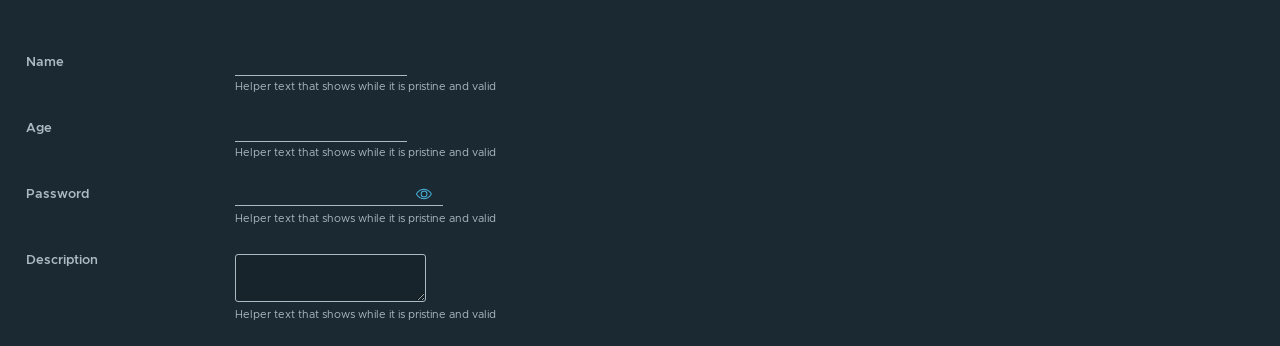 Name
Helper text that shows while it is pristine and valid
Age
Helper text that shows while it is pristine and valid
Password
Helper text that shows while it is pristine and valid
Description
Helper text that shows while it is pristine and valid